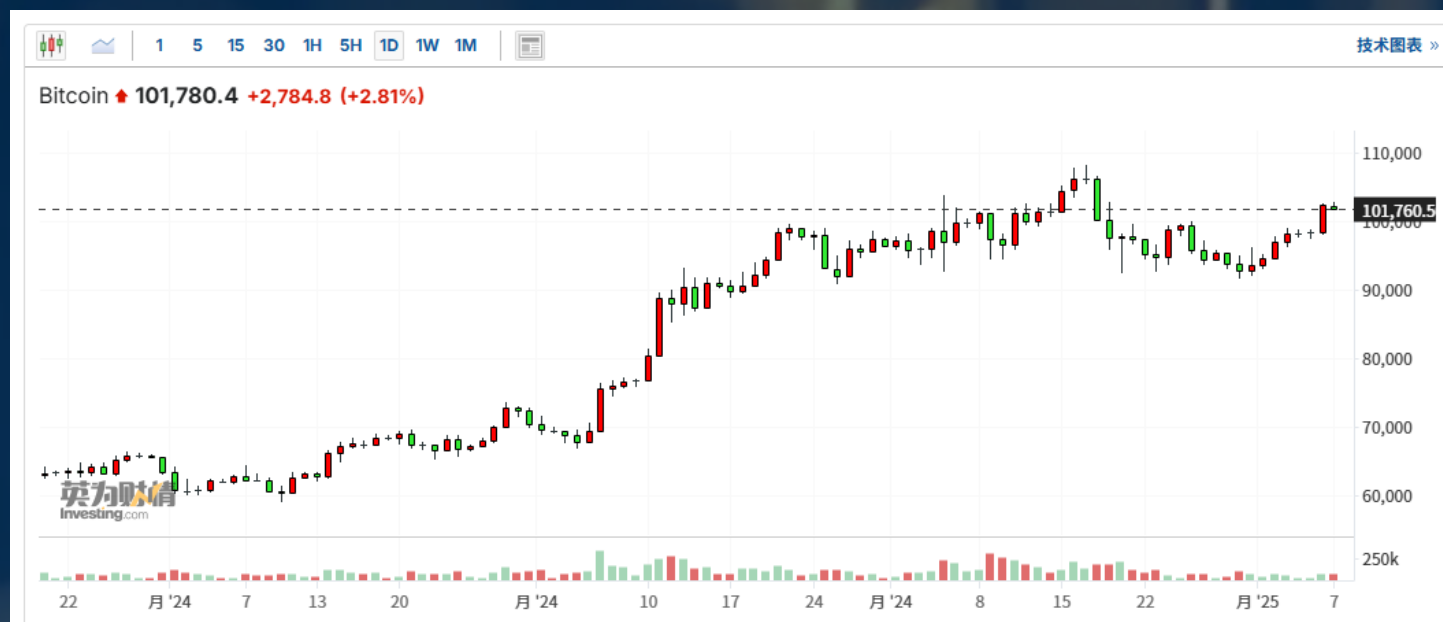 1 5 15 30 1H 5H 1D 1W 1M 技术图表 »
Bitcoin 101,780.4 +2,784.8 (+2.81%)
110,000
101,760.5
100,000
90,000
80,000
70,000
60,000
英为财情
Investing.com
250k
22 月 '24 7 13 20 月 '24 10 17 24 月 '24 8 15 22 月 '25 7